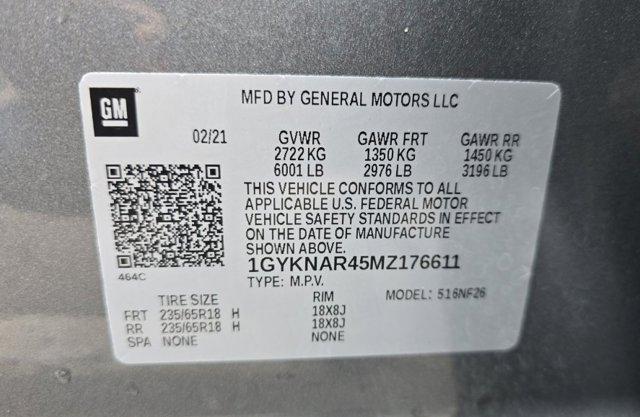 GM
MFD BY GENERAL MOTORS LLC
02/21 GVWR GAWR FRT GAWR RR
2722 KG 1350 KG 1450 KG
6001 LB 2976 LB 3196 LB
THIS VEHICLE CONFORMS TO ALL
APPLICABLE U.S. FEDERAL MOTOR
VEHICLE SAFETY STANDARDS IN EFFECT
ON THE DATE OF MANUFACTURE
SHOWN ABOVE.
464C
1GYKNAR45MZ176611
TYPE: M.P.V. MODEL: 516NF26
TIRE SIZE RIM
FRT 235/65R18 H 18X8J
RR 235/65R18 H 18X8J
SPA NONE NONE